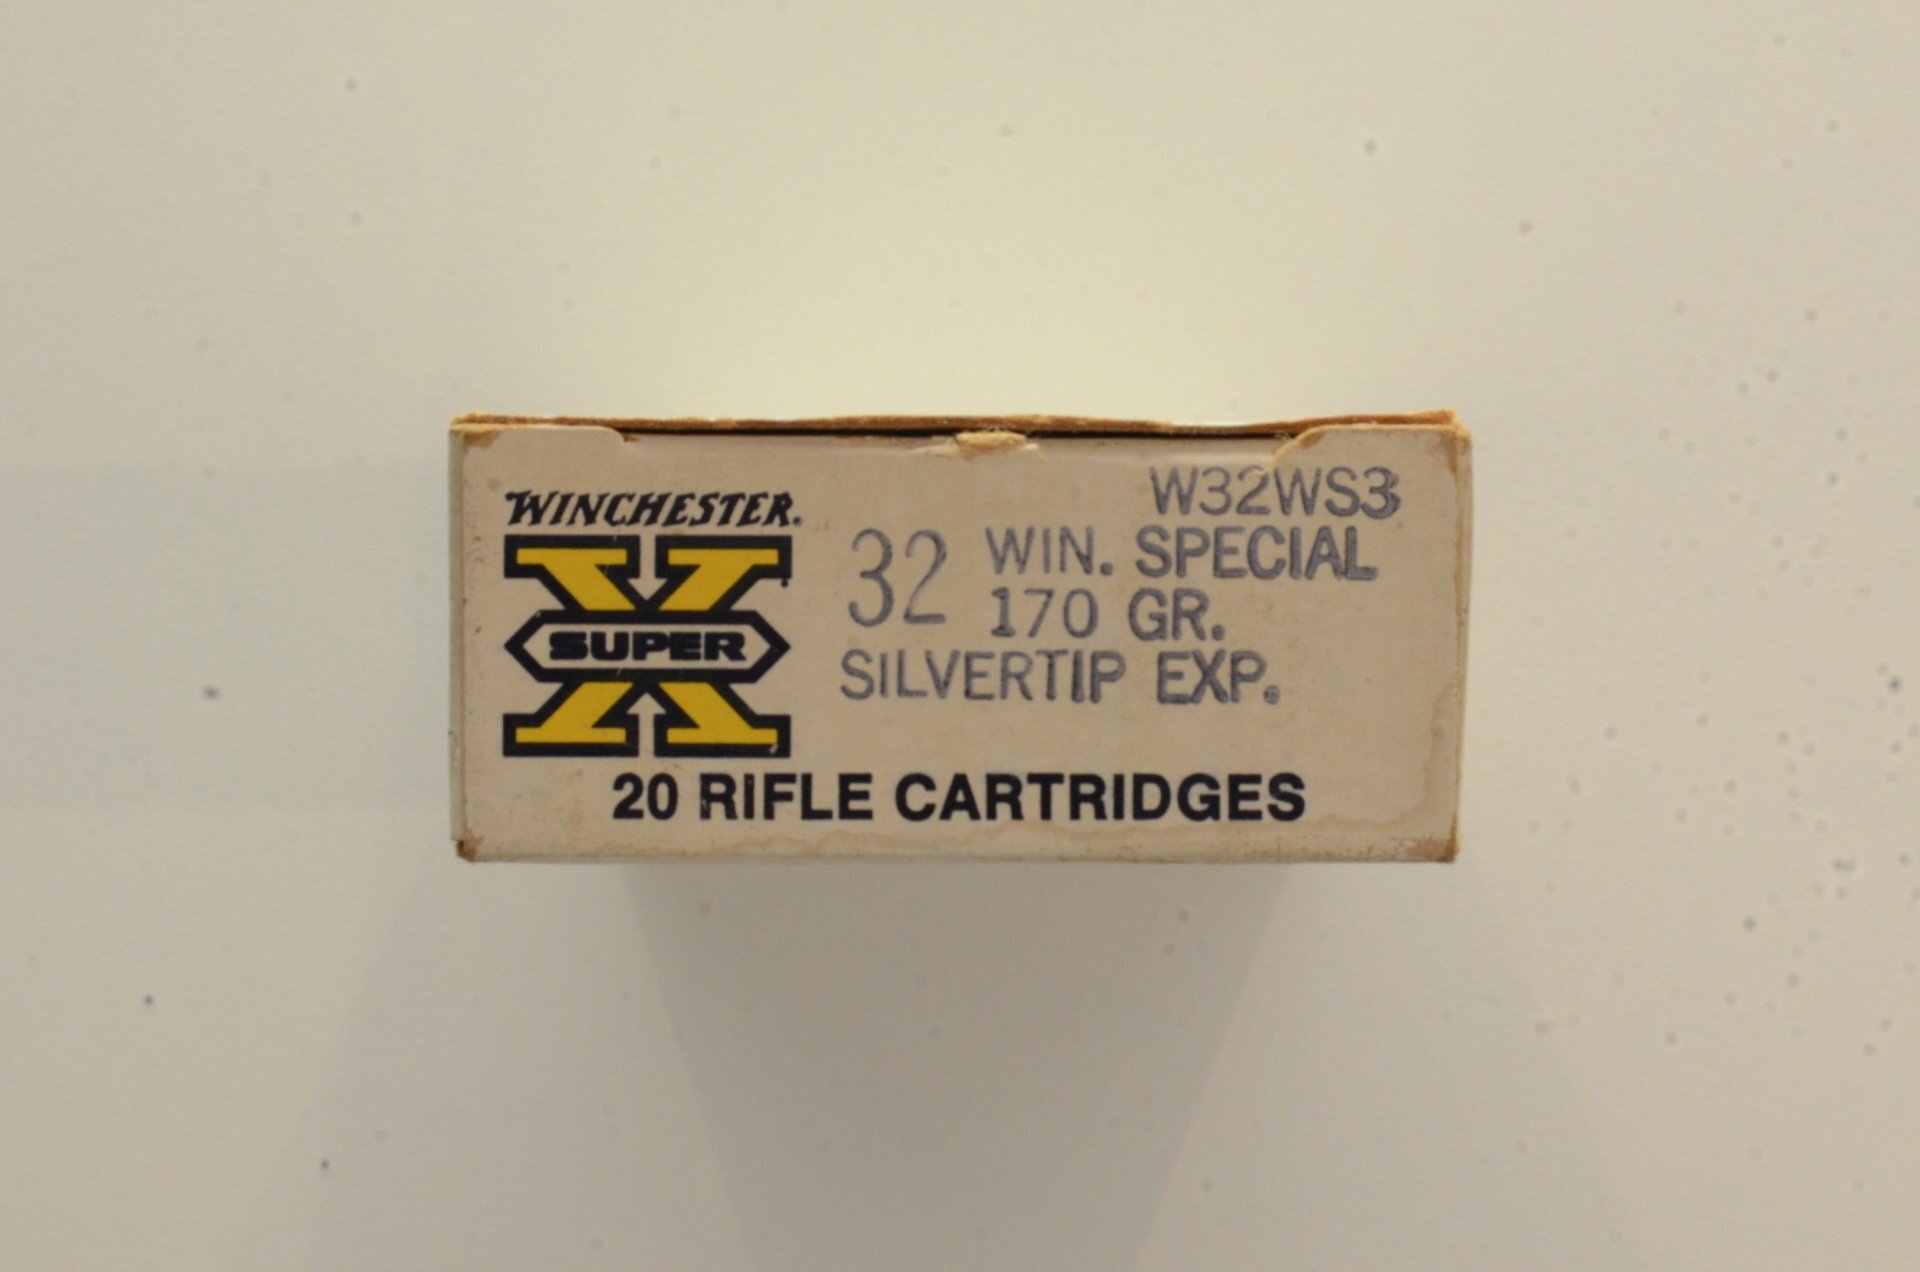 WINCHESTER®
SUPER X
W32WS3
32 WIN. SPECIAL
170 GR.
SILVERTIP EXP.
20 RIFLE CARTRIDGES